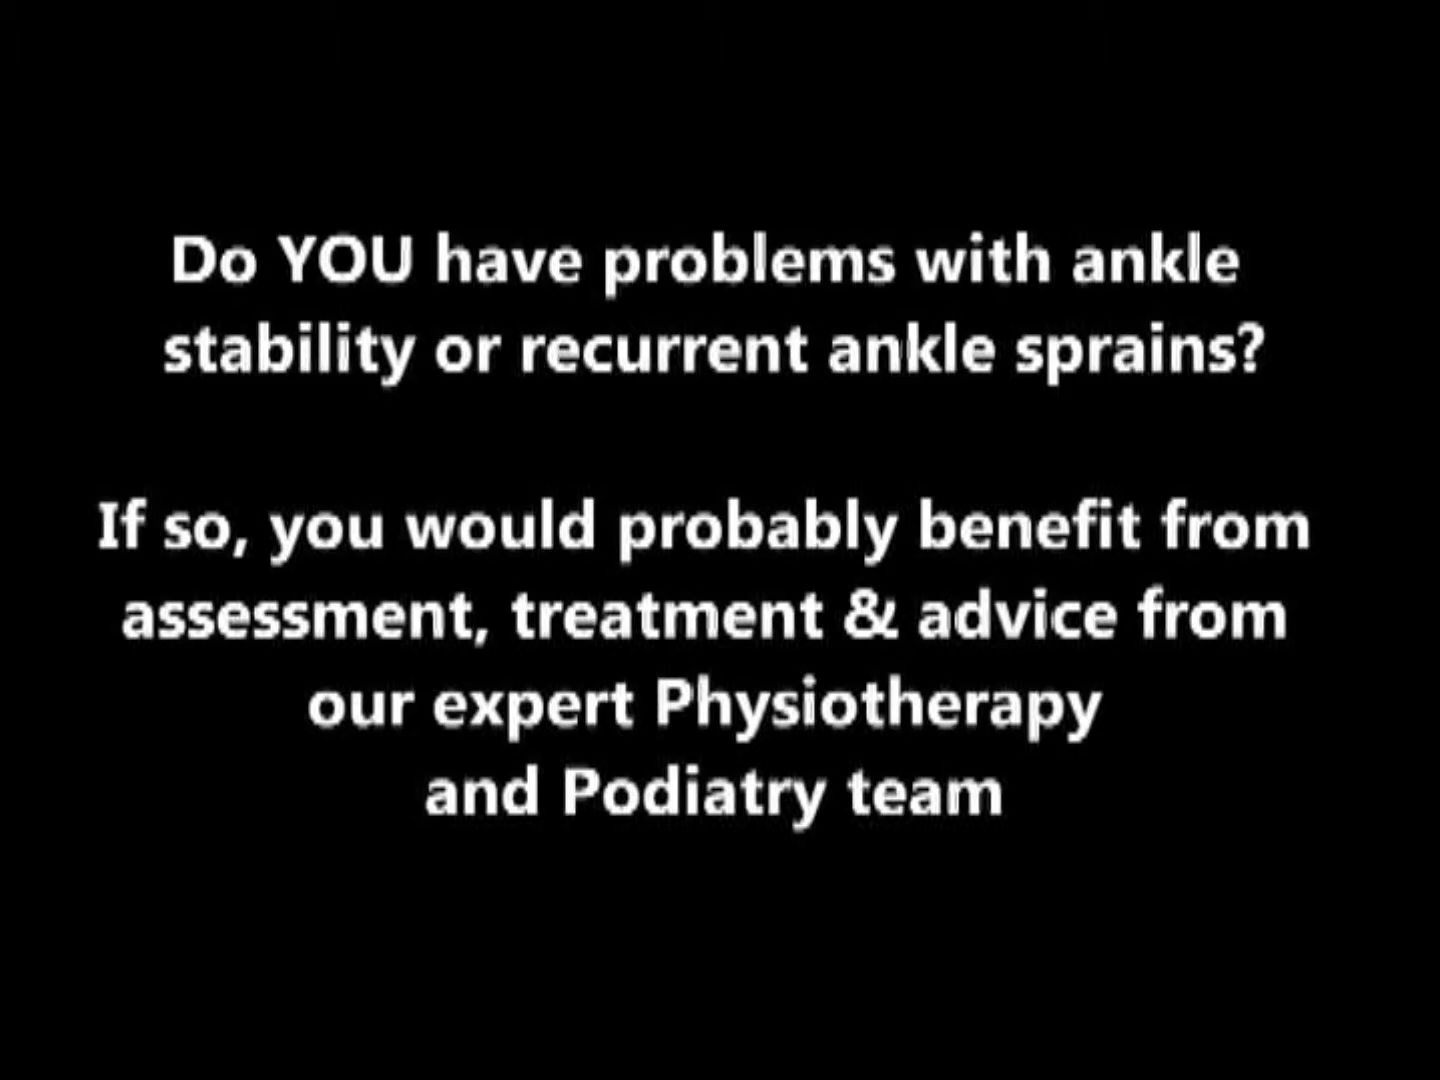 Do YOU have problems with ankle
stability or recurrent ankle sprains?
If so, you would probably benefit from
assessment, treatment & advice from
our expert Physiotherapy
and Podiatry team